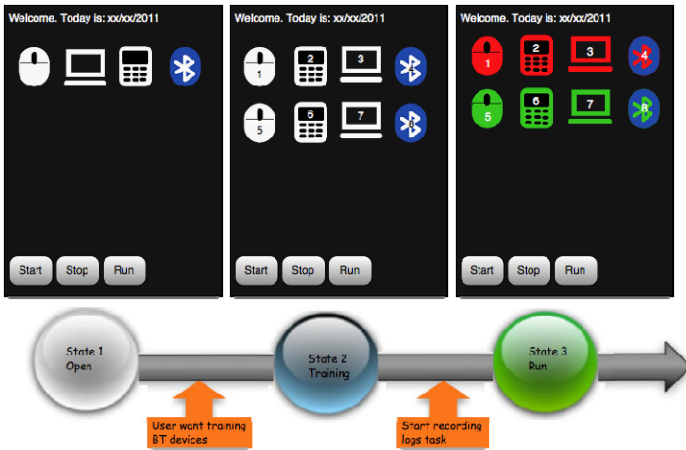 Welcome. Today is: xx/xx/2011
Start Stop Run
Welcome. Today is: xx/xx/2011
1 2 3 4
5 6 7 8
Start Stop Run
Welcome. Today is: xx/xx/2011
1 2 3 4
5 6 7 8
Start Stop Run
State 1
Open
State 2
Training
State 3
Run
User want training
BT devices
Start recording
logs task